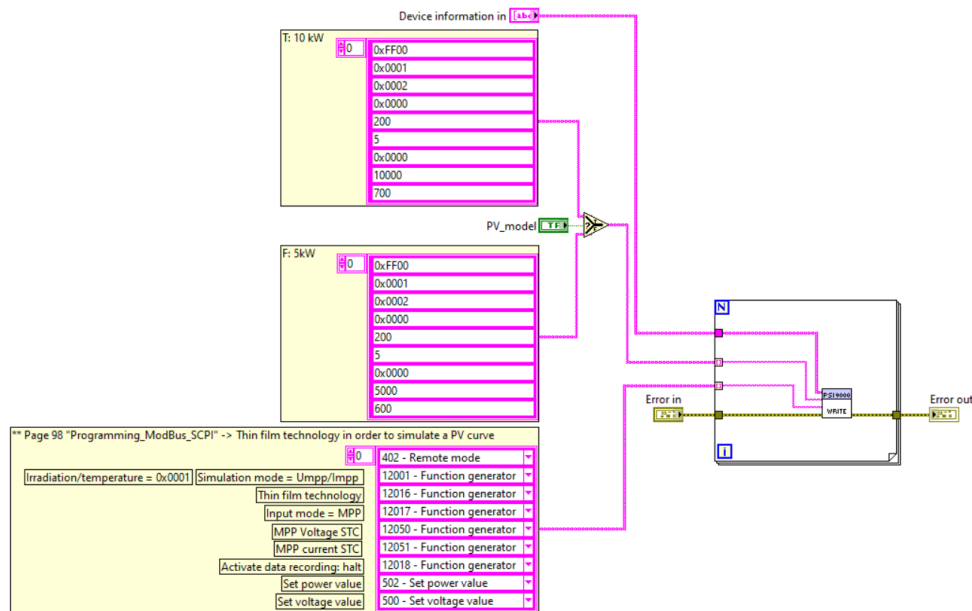 Device information in
[abc]
T: 10 kW
0
0xFF00
0x0001
0x0002
0x0000
200
5
0x0000
10000
700
PV_model
TF
?
F: 5kW
0
0xFF00
0x0001
0x0002
0x0000
200
5
0x0000
5000
600
N
PSI9000
WRITE
i
Error in
Error out
** Page 98 "Programming_ModBus_SCPI" -> Thin film technology in order to simulate a PV curve
0
402 - Remote mode
Irradiation/temperature = 0x0001 Simulation mode = Umpp/Impp 12001 - Function generator
Thin film technology 12016 - Function generator
Input mode = MPP 12017 - Function generator
MPP Voltage STC 12050 - Function generator
MPP current STC 12051 - Function generator
Activate data recording: halt 12018 - Function generator
Set power value 502 - Set power value
Set voltage value 500 - Set voltage value